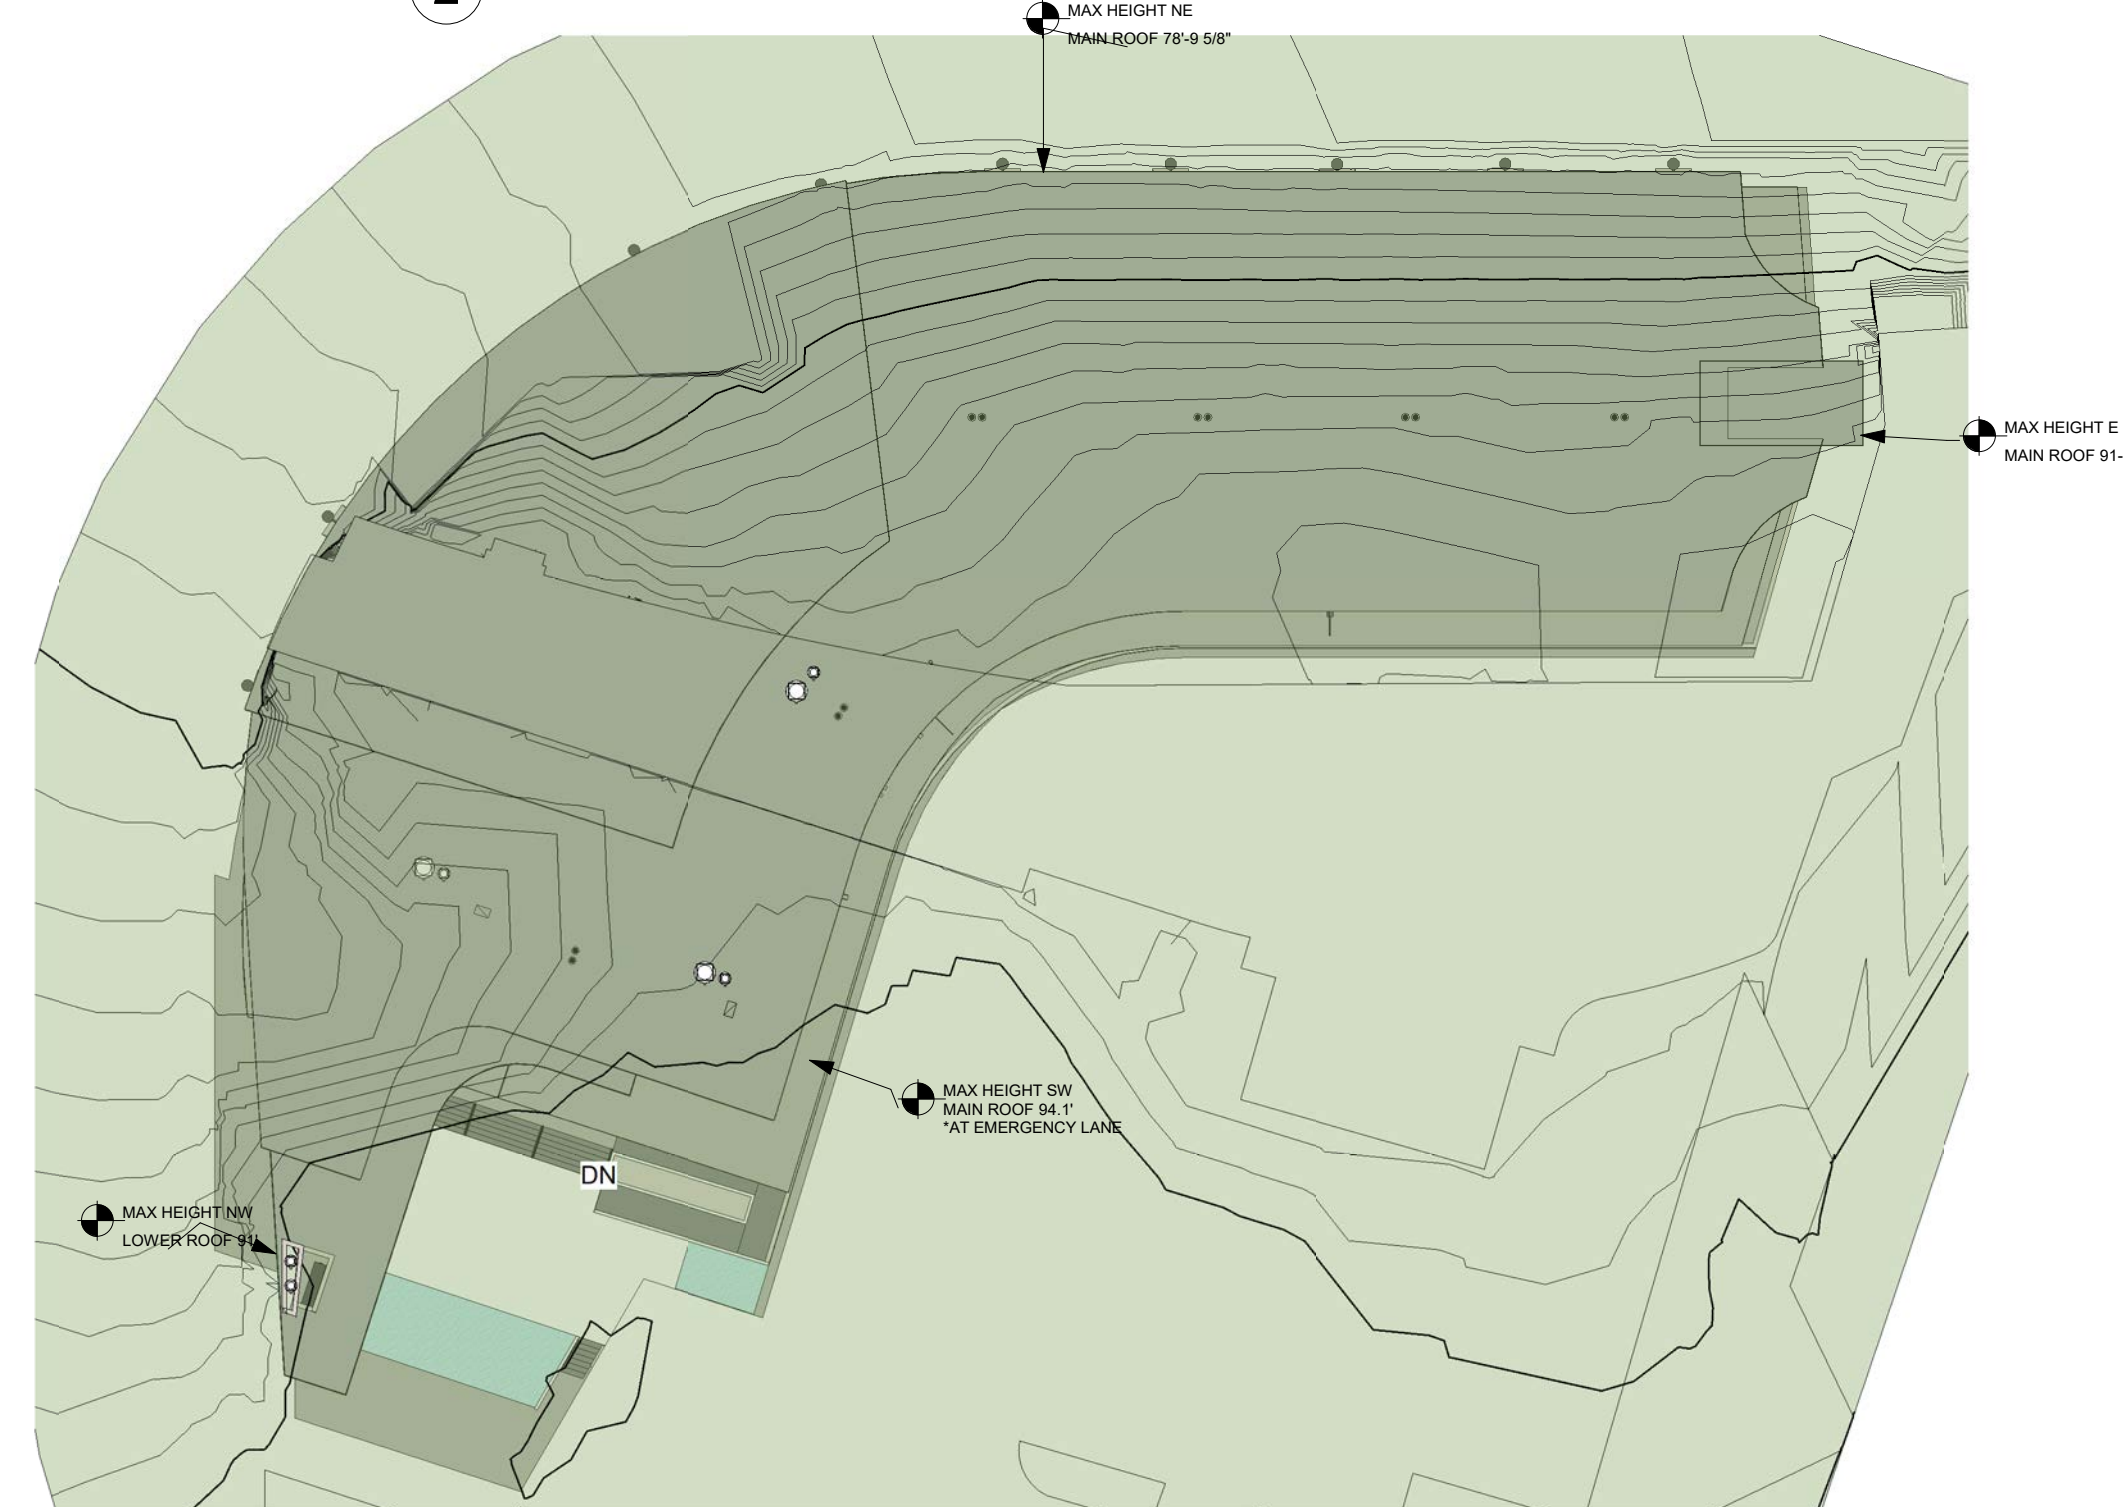 MAX HEIGHT NE
MAIN ROOF 78'-9 5/8"
MAX HEIGHT E
MAIN ROOF 91-
MAX HEIGHT SW
MAIN ROOF 94.1'
*AT EMERGENCY LANE
DN
MAX HEIGHT NW
LOWER ROOF 91'